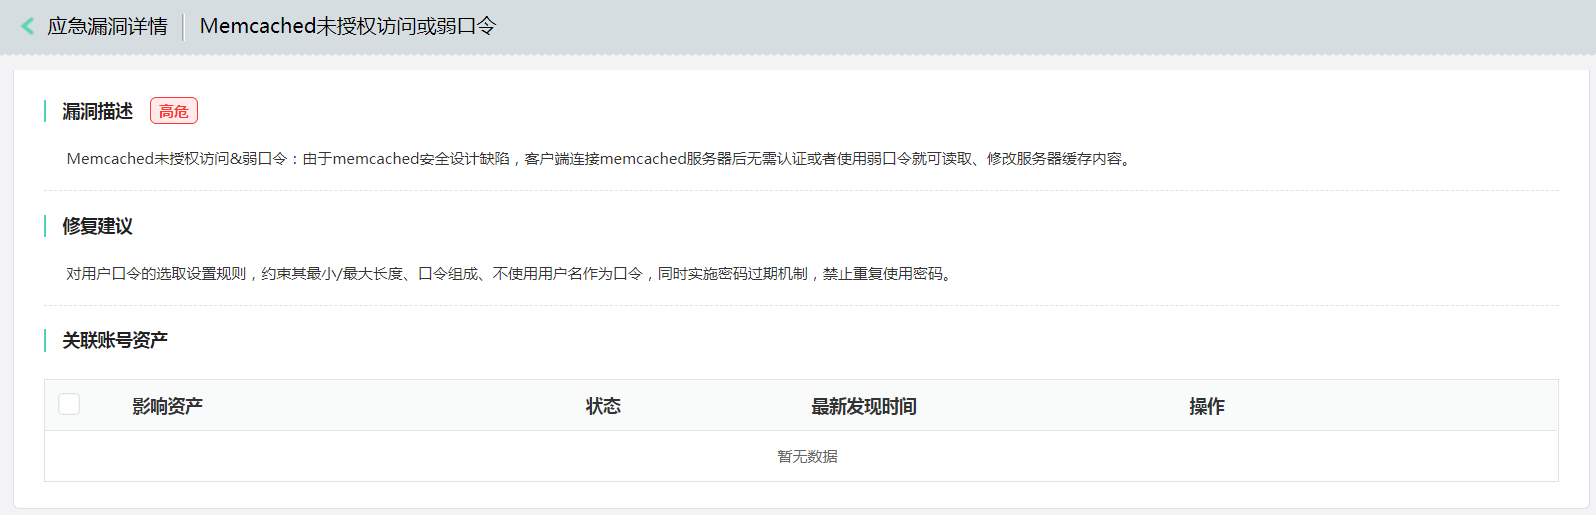 应急漏洞详情 Memcached未授权访问或弱口令
漏洞描述 高危
Memcached未授权访问&弱口令：由于memcached安全设计缺陷，客户端连接memcached服务器后无需认证或者使用弱口令就可读取、修改服务器缓存内容。
修复建议
对用户口令的选取设置规则，约束其最小/最大长度、口令组成、不使用用户名作为口令，同时实施密码过期机制，禁止重复使用密码。
关联账号资产
影响资产 状态 最新发现时间 操作
暂无数据